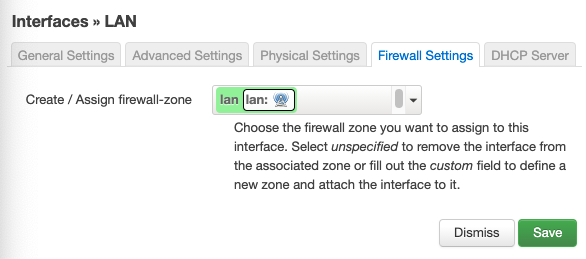 Interfaces » LAN
General Settings Advanced Settings Physical Settings Firewall Settings DHCP Server
Create / Assign firewall-zone lan lan:
Choose the firewall zone you want to assign to this
interface. Select unspecified to remove the interface from
the associated zone or fill out the custom field to define a
new zone and attach the interface to it.
Dismiss Save